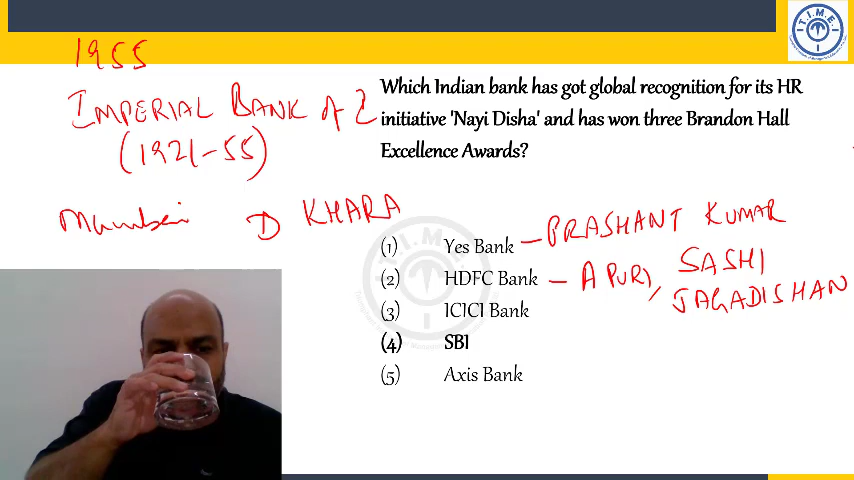 T.I.M.E.
1955
IMPERIAL BANK of I
(1921-55)
Mumbai D KHARA
Which Indian bank has got global recognition for its HR
initiative 'Nayi Disha' and has won three Brandon Hall
Excellence Awards?
(1) Yes Bank - PRASHANT KUMAR
(2) HDFC Bank - A PURI, SASHI
JAGADISHAN
(3) ICICI Bank
(4) SBI
(5) Axis Bank